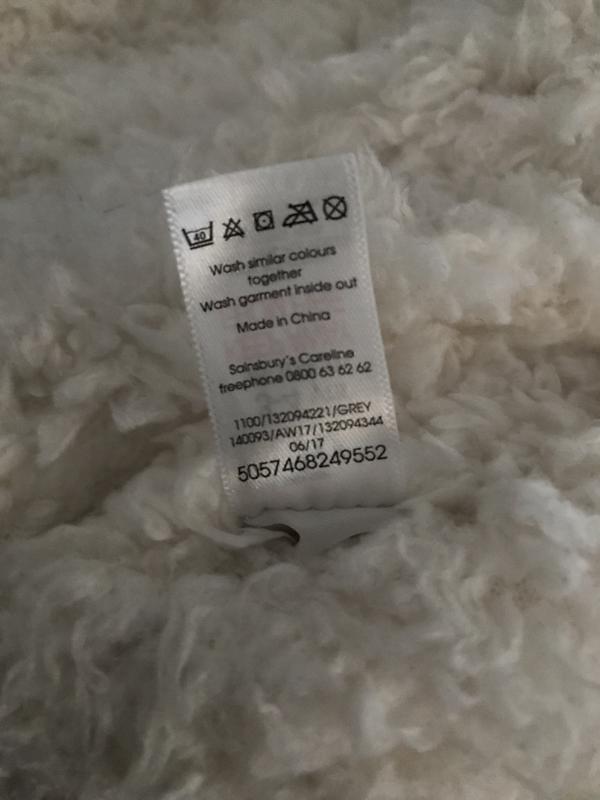 40
Wash similar colours
together
Wash garment inside out
Made in China
Sainsbury's Careline
freephone 0800 63 62 62
1100/132094221/GREY
140093/AW17/132094344
06/17
5057468249552